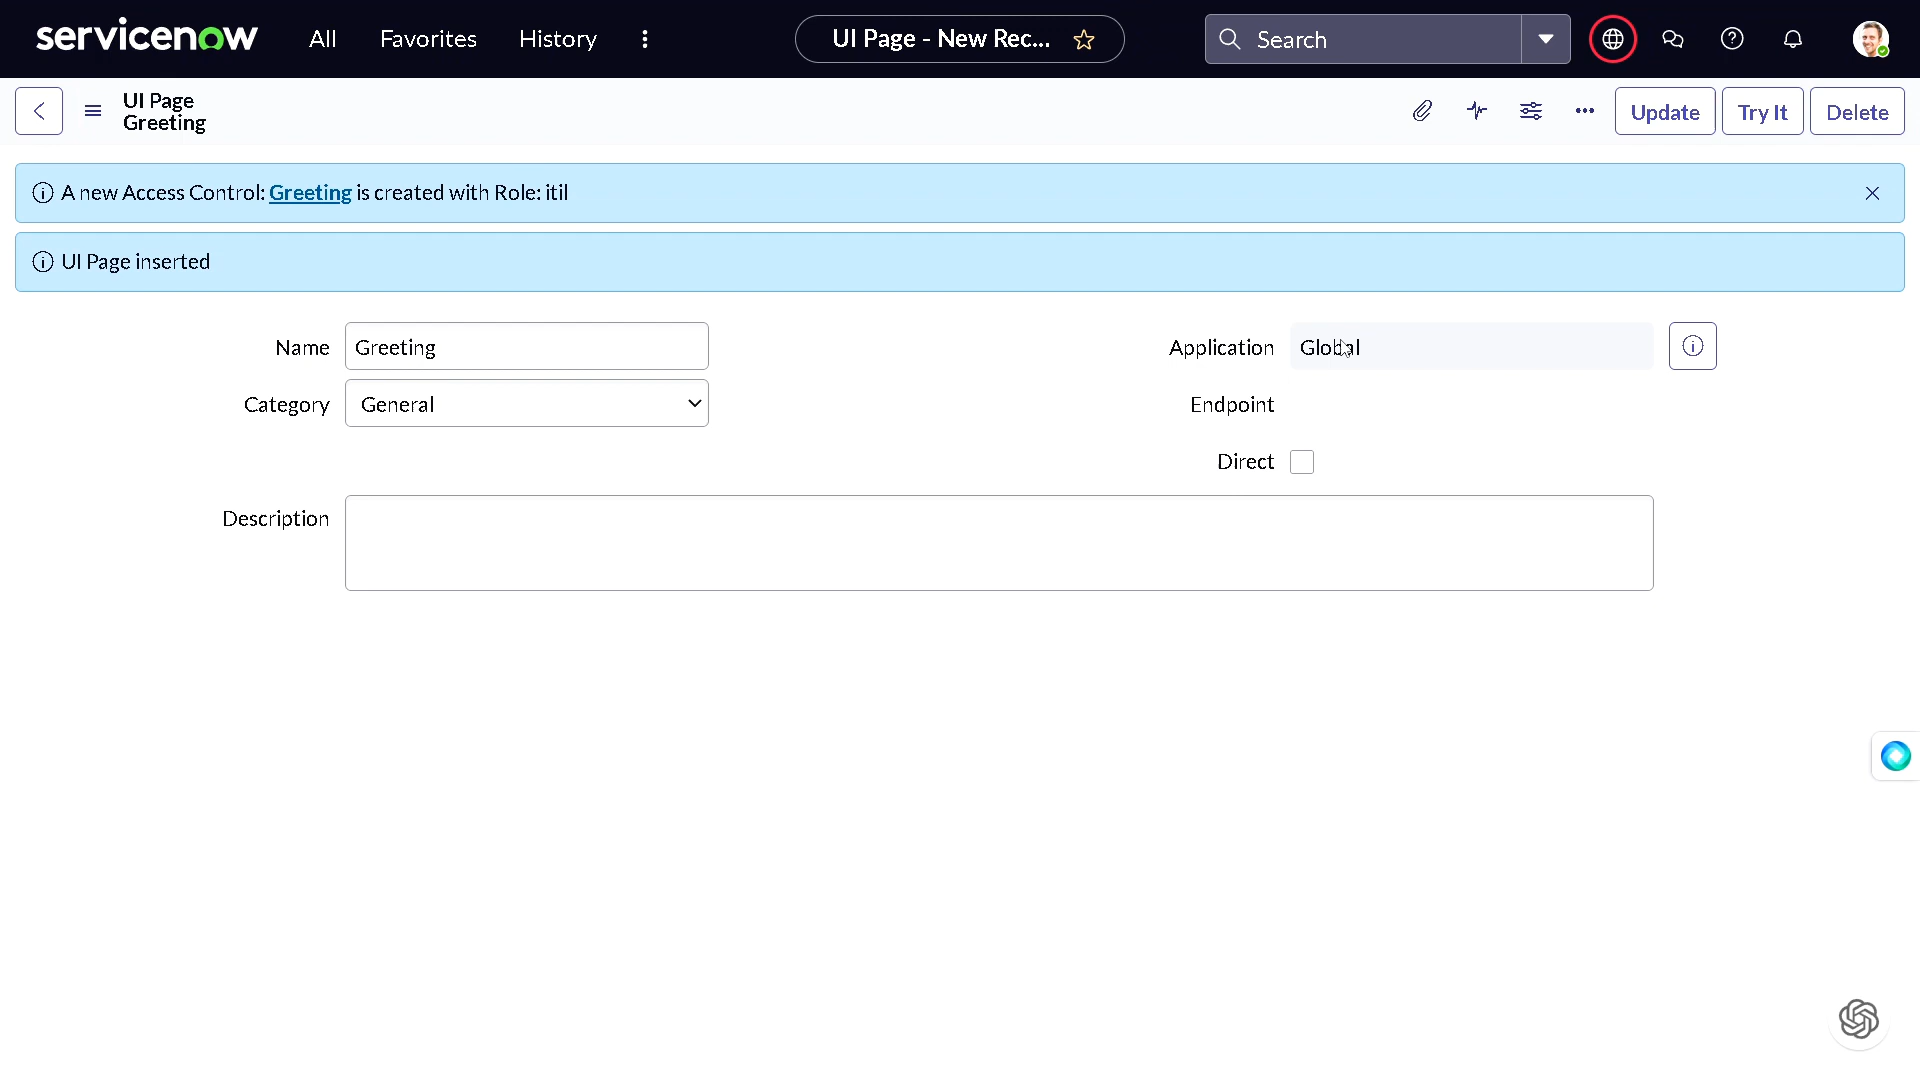 servicenow All Favorites History UI Page - New Rec... Search
UI Page
Greeting
Update Try It Delete
A new Access Control: Greeting is created with Role: itil
UI Page inserted
Name Greeting Application Global
Category General Endpoint
Direct
Description